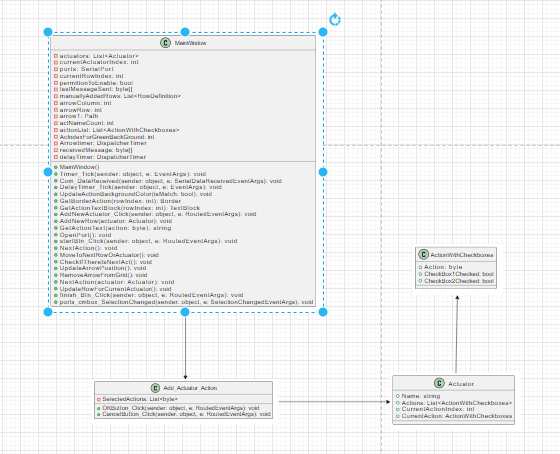 C MainWindow
actuators: List<Actuator>
currentActuatorIndex: int
ports: SerialPort
currentRowIndex: int
permitionToEnable: bool
lastMessageSent: byte[]
manuallyAddedRows: List<RowDefinition>
arrowColumn: int
arrowRow: int
arrow1: Path
actNameCount: int
actionList: List<ActionWithCheckboxes>
ActIndexForGreenBackGround: int
Arrowtimer: DispatcherTimer
receivedMessage: byte[]
delayTimer: DispatcherTimer
MainWindow()
Timer_Tick(sender: object, e: EventArgs): void
Com_DateReceived(sender: object, e: SerialDataReceivedEventArgs): void
DelayTimer_Tick(sender: object, e: EventArgs): void
UpdateActionBackgroundColor(isMatch: bool): void
GetBorderAction(rowIndex: int): Border
GetActionTextBlock(rowIndex: int): TextBlock
AddNewActuator_Click(sender: object, e: RoutedEventArgs): void
AddNewRow(actuator: Actuator): void
GetActionText(action: byte): string
OpenPort(): void
startBtn_Click(sender: object, e: RoutedEventArgs): void
NextAction(): void
MoveToNextRowOrActuator(): void
CheckIfThereIsNextAct(): void
UpdateArrowPosition(): void
RemoveArrowFromGrid(): void
NextAction(actuator: Actuator): void
UpdateRowForCurrentActuator(): void
finish_Btn_Click(sender: object, e: RoutedEventArgs): void
ports_cmbox_SelectionChanged(sender: object, e: SelectionChangedEventArgs): void
C ActionWithCheckboxes
Action: byte
CheckBox1Checked: bool
CheckBox2Checked: bool
C Add_Actuator_Action
SelectedActions: List<byte>
OKButton_Click(sender: object, e: RoutedEventArgs): void
CancelButton_Click(sender: object, e: RoutedEventArgs): void
C Actuator
Name: string
Actions: List<ActionWithCheckboxes>
CurrentActionIndex: int
CurrentAction: ActionWithCheckboxes